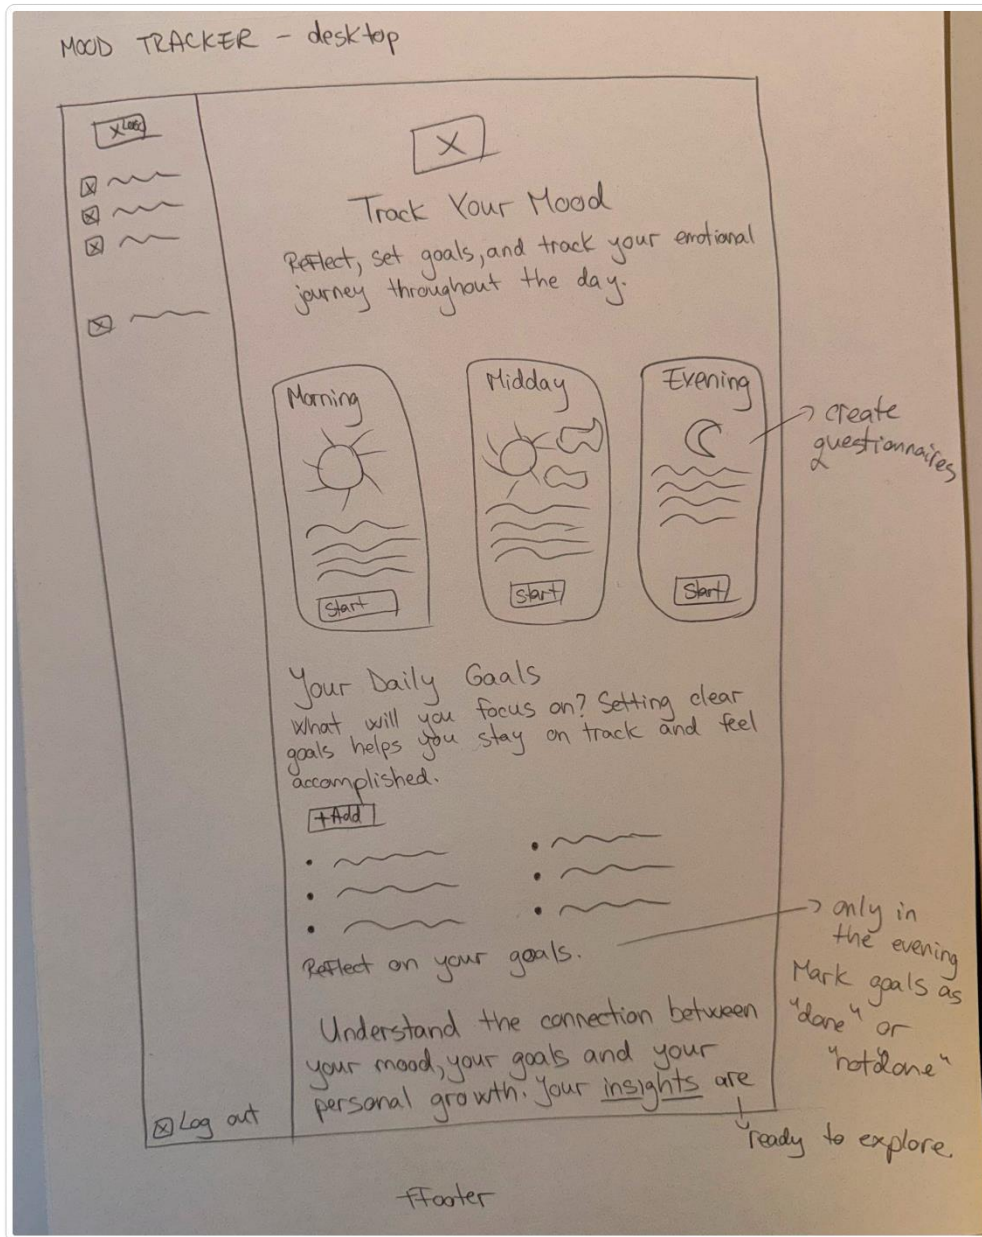 MOOD TRACKER - desktop
Logo
Track Your Mood
Reflect, set goals, and track your emotional
journey throughout the day.
Morning
Midday
Evening
→ create
questionnaires
Start
Start
Start
Your Daily Goals
What will you focus on? Setting clear
goals helps you stay on track and feel
accomplished.
+Add
Reflect on your goals.
→ only in
the evening
Mark goals as
"done" or
"not done"
Understand the connection between
your mood, your goals and your
personal growth. Your insights are
ready to explore.
Log out
+Footer